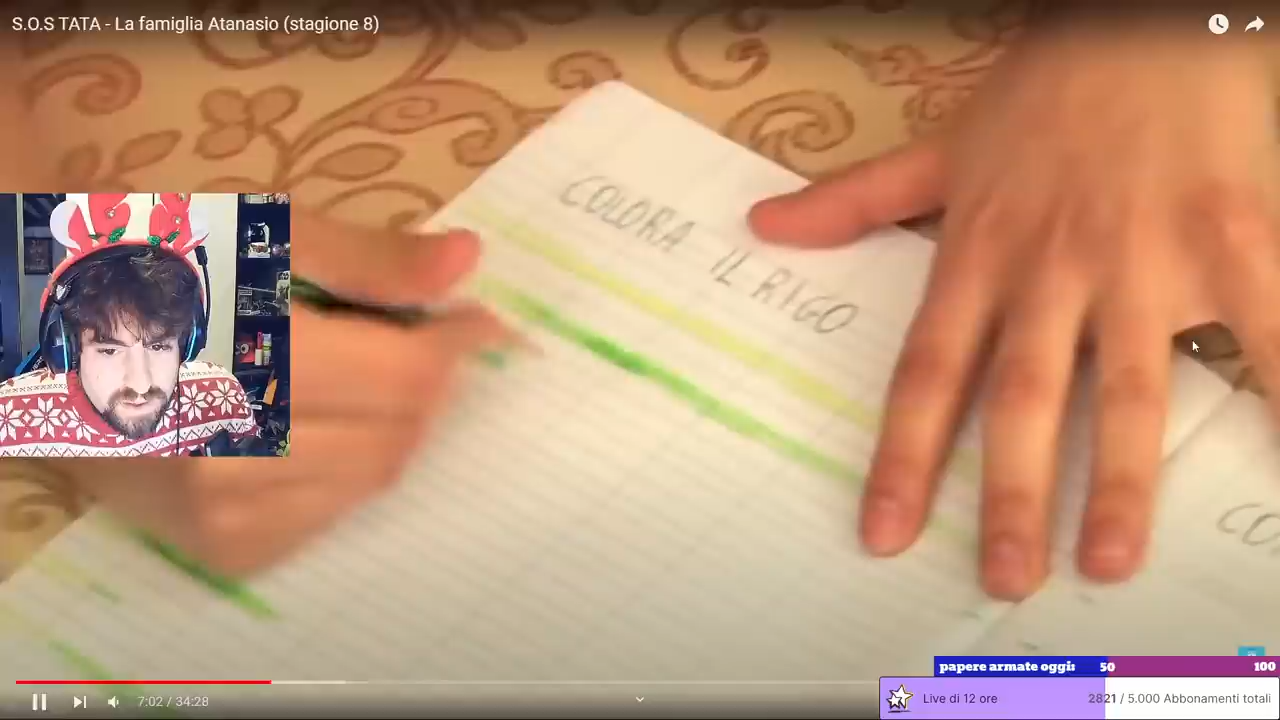 S.O.S TATA - La famiglia Atanasio (stagione 8)
COLORA IL RIGO
CO
papere armate oggi: 50 100
7:02 / 34:28
Live di 12 ore 2821 / 5.000 Abbonamenti totali